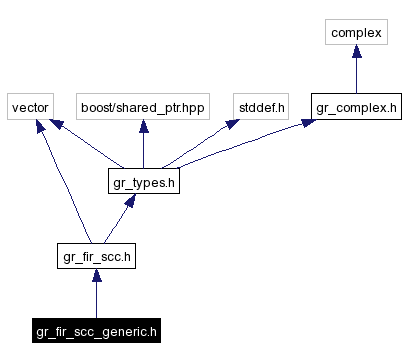 complex
vector
boost/shared_ptr.hpp
stddef.h
gr_complex.h
gr_types.h
gr_fir_scc.h
gr_fir_scc_generic.h